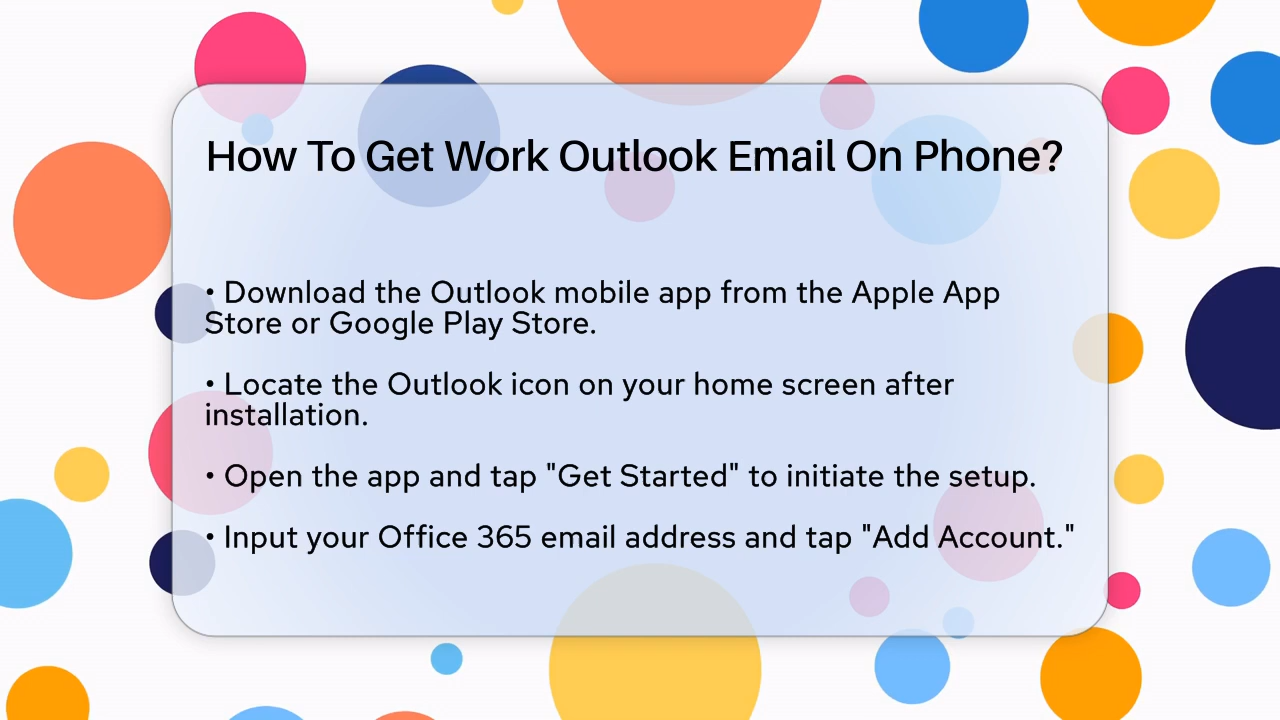 How To Get Work Outlook Email On Phone?
• Download the Outlook mobile app from the Apple App
Store or Google Play Store.
• Locate the Outlook icon on your home screen after
installation.
• Open the app and tap "Get Started" to initiate the setup.
• Input your Office 365 email address and tap "Add Account."